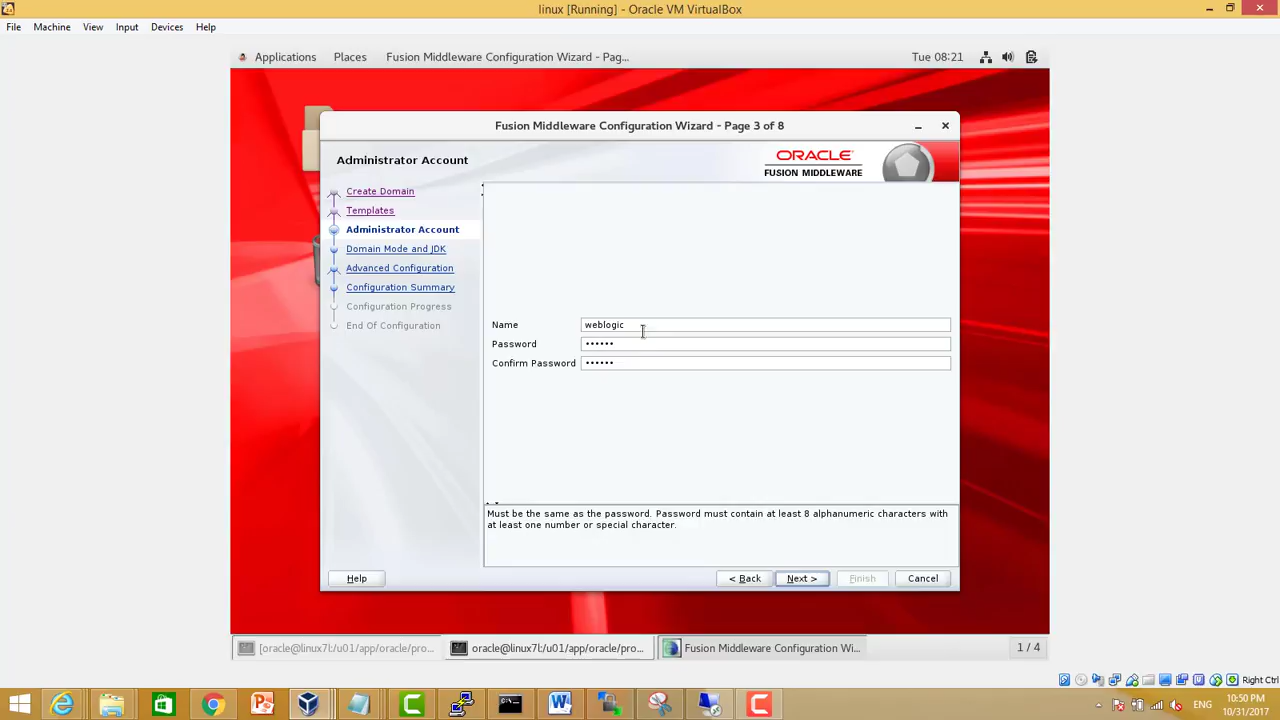 linux [Running] - Oracle VM VirtualBox
File Machine View Input Devices Help
Applications Places Fusion Middleware Configuration Wizard - Pag... Tue 08:21
Fusion Middleware Configuration Wizard - Page 3 of 8
Administrator Account
ORACLE
FUSION MIDDLEWARE
Create Domain
Templates
Administrator Account
Domain Mode and JDK
Advanced Configuration
Configuration Summary
Configuration Progress
End Of Configuration
Name weblogic
Password ••••••
Confirm Password ••••••
Must be the same as the password. Password must contain at least 8 alphanumeric characters with
at least one number or special character.
Help < Back Next > Finish Cancel
[oracle@linux7l:/u01/app/oracle/pro... oracle@linux7l:/u01/app/oracle/pro... Fusion Middleware Configuration Wi... 1 / 4
Right Ctrl
ENG 10:50 PM
10/31/2017